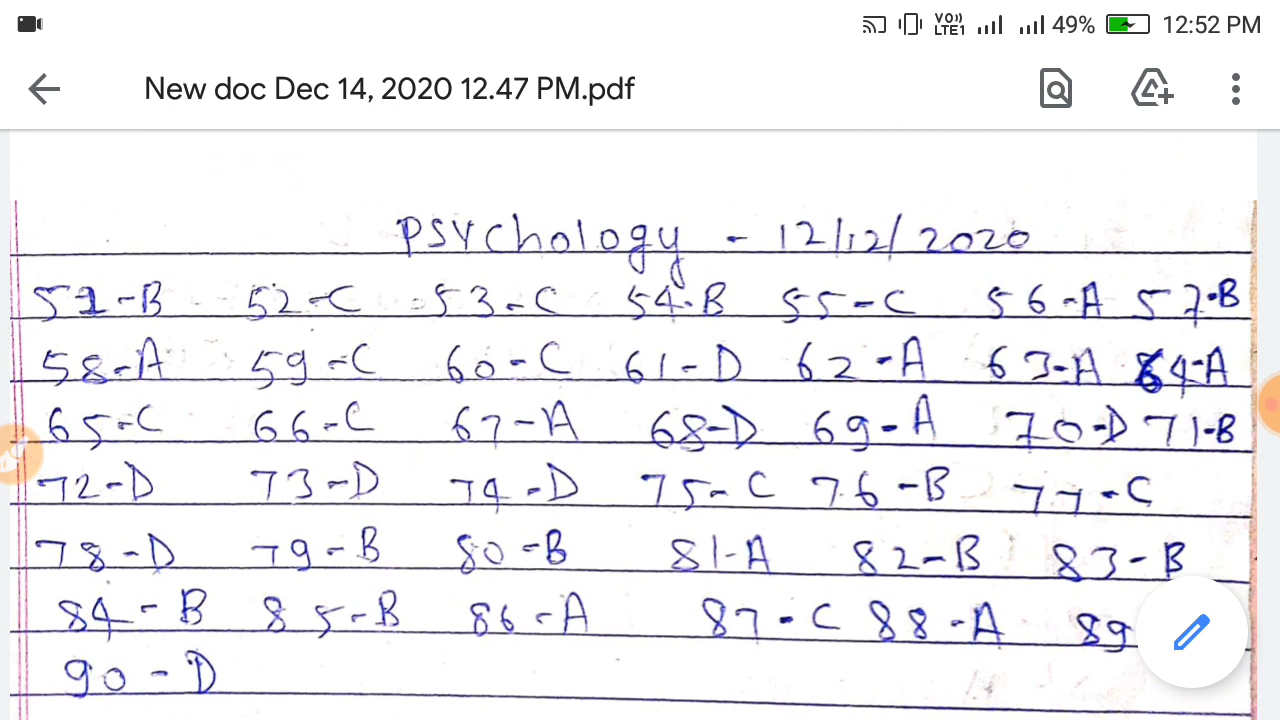 VO))
LTE1 49% 12:52 PM
New doc Dec 14, 2020 12.47 PM.pdf
Psychology - 12/12/2020
51-B 52-C 53-C 54-B 55-C 56-A 57-B
58-A 59-C 60-C 61-D 62-A 63-A 64-A
65-C 66-C 67-A 68-D 69-A 70-D 71-B
72-D 73-D 74-D 75-C 76-B 77-C
78-D 79-B 80-B 81-A 82-B 83-B
84-B 85-B 86-A 87-C 88-A 89
90-D